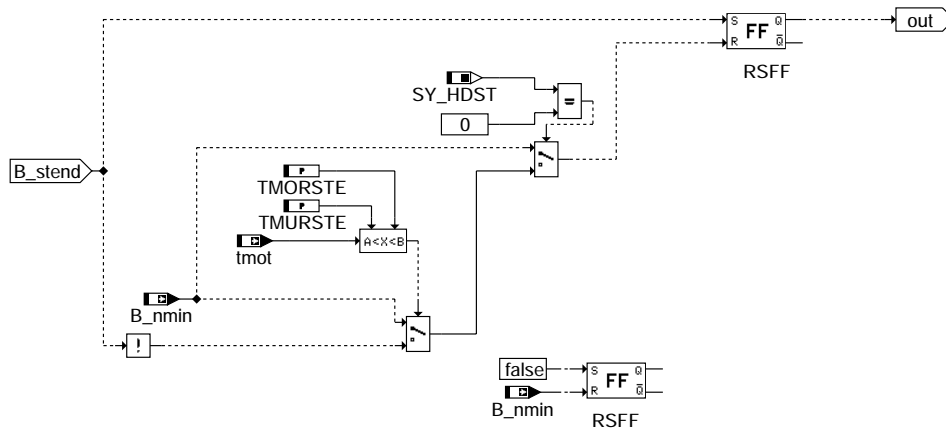 S Q
out
R FF Q
RSFF
SY_HDST
=
0
B_stend
P
TMORSTE
P
TMURSTE
A<X<B
tmot
B_nmin
!
false
S Q
R FF Q
B_nmin
RSFF